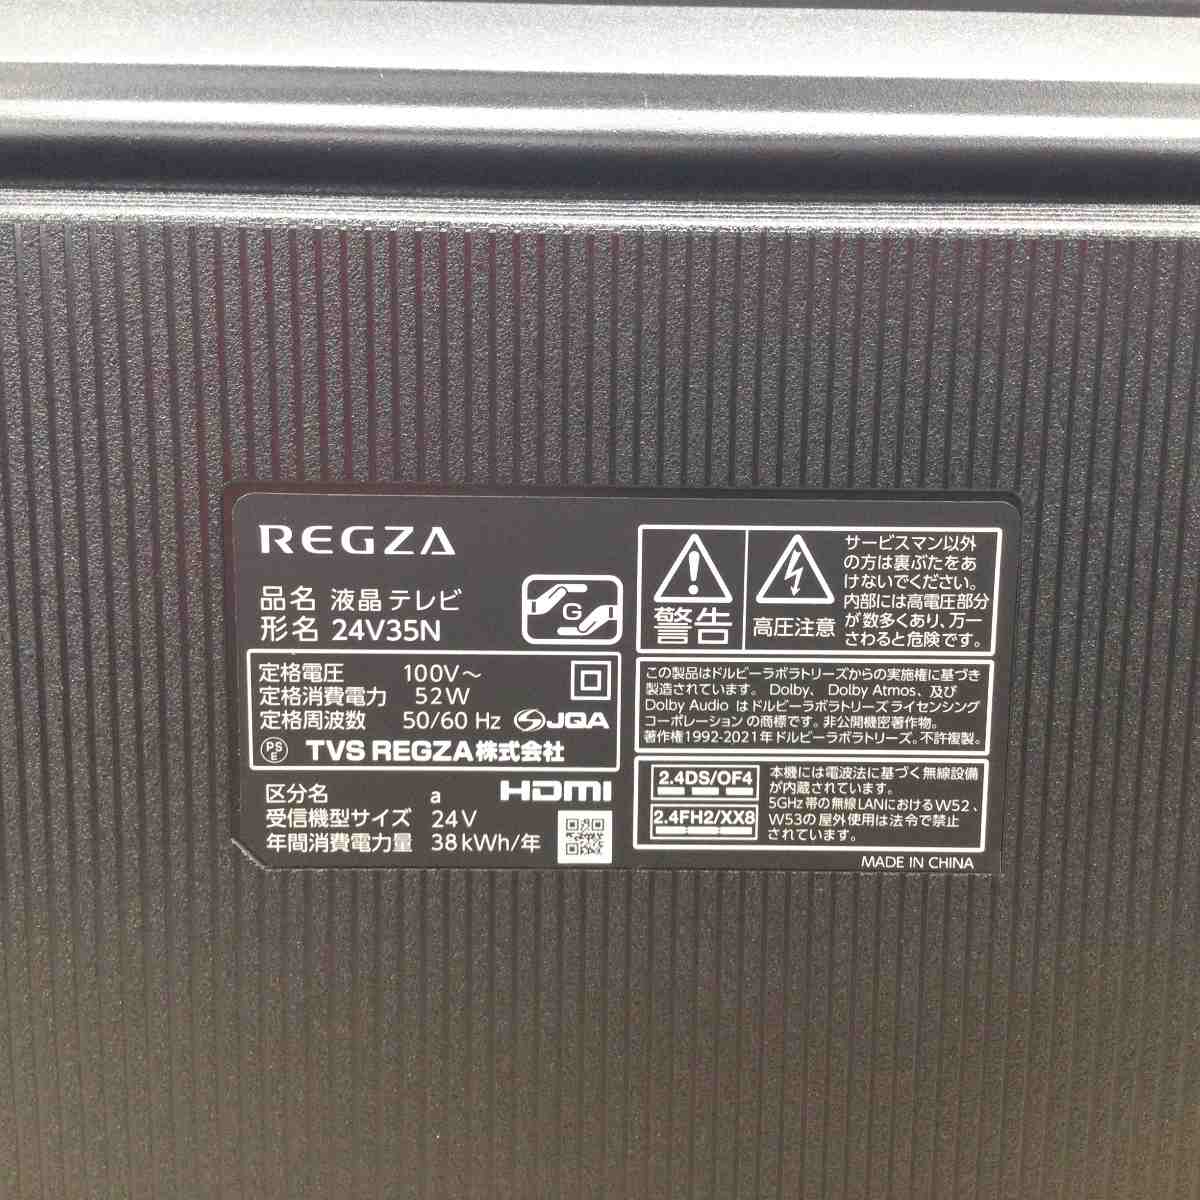 REGZA
品名 液晶テレビ
形名 24V35N
G
定格電圧 100V～
定格消費電力 52W
定格周波数 50/60 Hz JQA
PSE TVS REGZA株式会社
区分名 a HDMI
受信機型サイズ 24V
年間消費電力量 38kWh/年
警告
高圧注意
サービスマン以外
の方は裏ぶたをあ
けないでください。
内部には高電圧部分
が数多くあり、万一
さわると危険です。
この製品はドルビーラボラトリーズからの実施権に基づき
製造されています。 Dolby、 Dolby Atmos、及び
Dolby Audio はドルビーラボラトリーズライセンシング
コーポレーションの商標です。非公開機密著作物。
著作権1992-2021年ドルビーラボラトリーズ。不許複製。
2.4DS/OF4
2.4FH2/XX8
本機には電波法に基づく無線設備
が内蔵されています。
5GHz帯の無線LANにおけるW52、
W53の屋外使用は法令で禁止
されています。
MADE IN CHINA